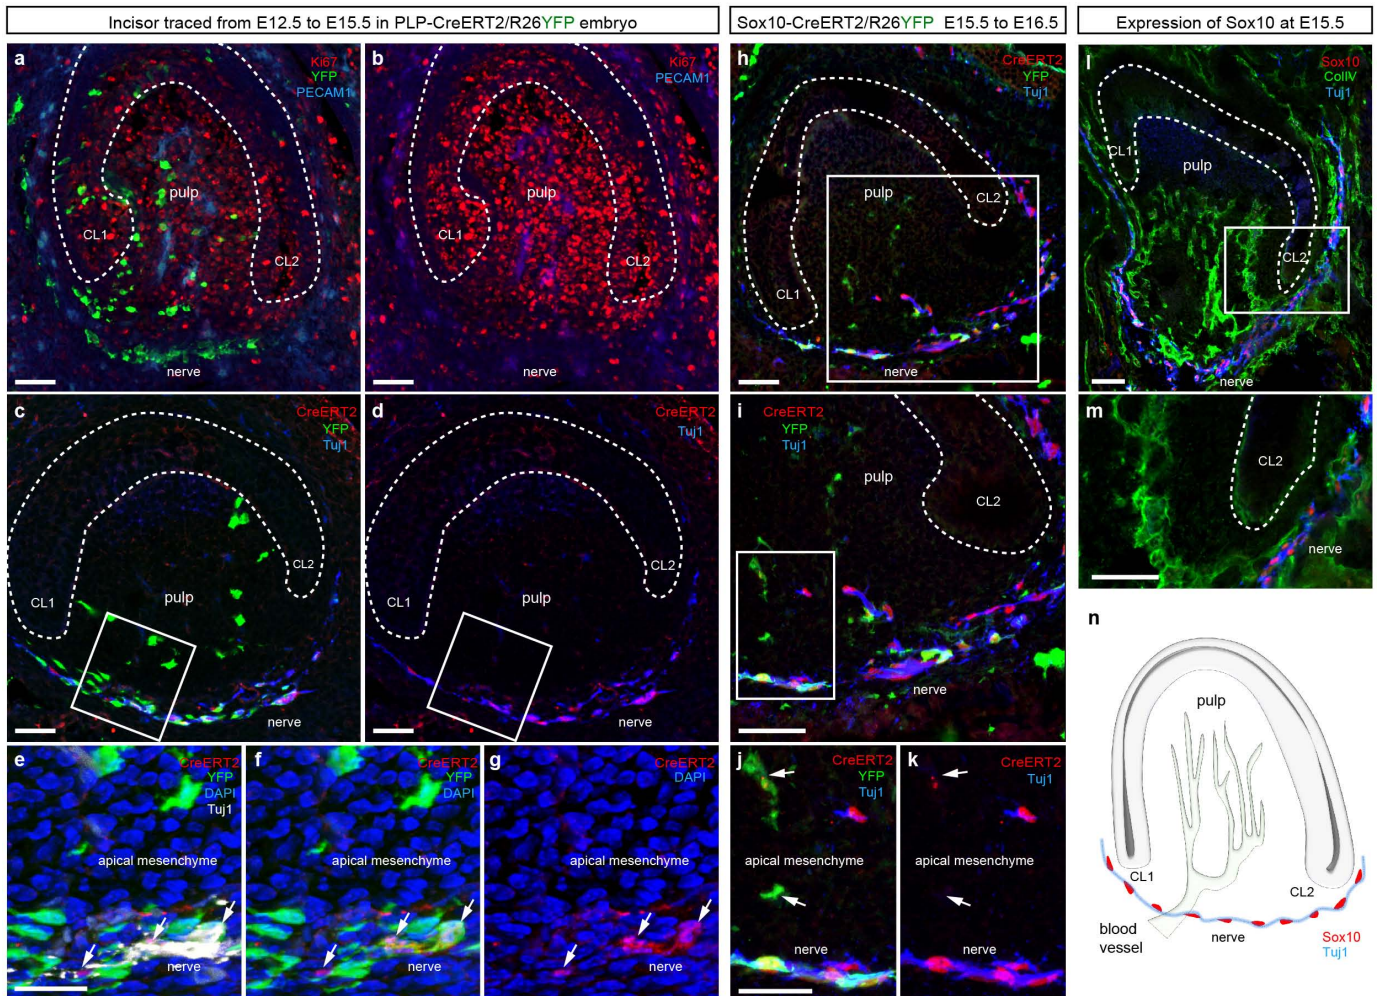 Incisor traced from E12.5 to E15.5 in PLP-CreERT2/R26YFP embryo
Sox10-CreERT2/R26YFP E15.5 to E16.5
Expression of Sox10 at E15.5
a
Ki67
YFP
PECAM1
pulp
CL1
CL2
nerve
b
Ki67
PECAM1
pulp
CL1
CL2
nerve
h
CreERT2
YFP
Tuj1
pulp
CL2
CL1
nerve
l
Sox10
ColIV
Tuj1
CL1
pulp
CL2
nerve
c
CreERT2
YFP
Tuj1
CL2
CL1
pulp
nerve
d
CreERT2
Tuj1
CL2
CL1
pulp
nerve
i
CreERT2
YFP
Tuj1
pulp
CL2
nerve
m
CL2
nerve
e
CreERT2
YFP
DAPI
Tuj1
apical mesenchyme
nerve
f
CreERT2
YFP
DAPI
apical mesenchyme
nerve
g
CreERT2
DAPI
apical mesenchyme
nerve
j
CreERT2
YFP
Tuj1
apical mesenchyme
nerve
k
CreERT2
Tuj1
apical mesenchyme
nerve
n
pulp
CL1
CL2
blood
vessel
nerve
Sox10
Tuj1